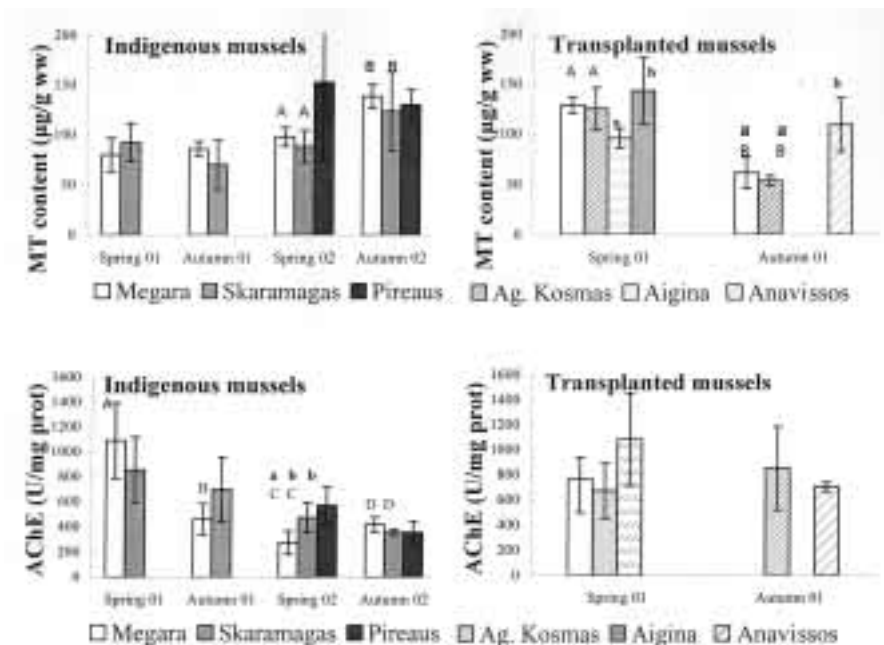 Indigenous mussels
MT content (µg/g ww)
200
150
100
50
0
A A
B B
Spring 01 Autumn 01 Spring 02 Autumn 02
Transplanted mussels
MT content (µg/g ww)
200
150
100
50
0
A A b
a a b
B B
Spring 01 Autumn 01
Megara Skaramagas Pireaus Ag. Kosmas Aigina Anavissos
Indigenous mussels
AChE (U/mg prot)
1600
1400
1200
1000
800
600
400
200
0
B
a b b
C C
D D
Spring 01 Autumn 01 Spring 02 Autumn 02
Transplanted mussels
AChE (U/mg prot)
1600
1400
1200
1000
800
600
400
200
0
Spring 01 Autumn 01
Megara Skaramagas Pireaus Ag. Kosmas Aigina Anavissos